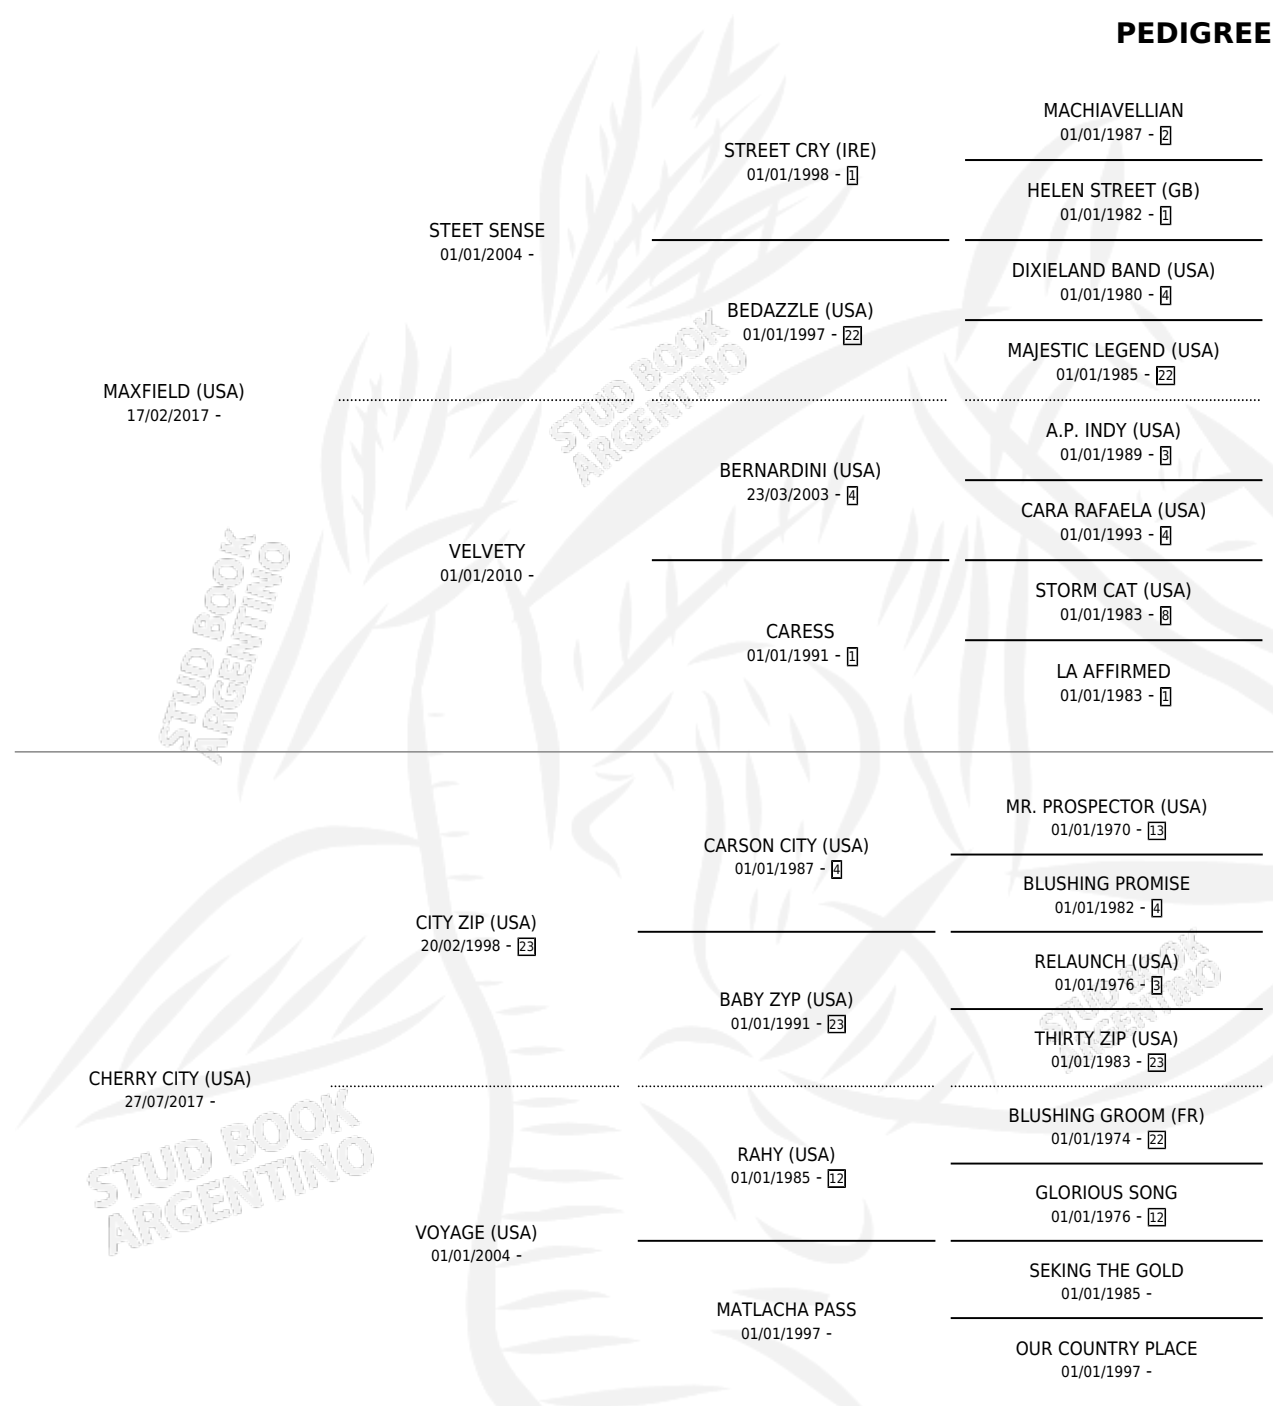 PEDIGREE
MACHIAVELLIAN
01/01/1987 - 2
STREET CRY (IRE)
01/01/1998 - 1
HELEN STREET (GB)
01/01/1982 - 1
STEET SENSE
01/01/2004 -
DIXIELAND BAND (USA)
01/01/1980 - 4
BEDAZZLE (USA)
01/01/1997 - 22
MAJESTIC LEGEND (USA)
01/01/1985 - 22
MAXFIELD (USA)
17/02/2017 -
A.P. INDY (USA)
01/01/1989 - 3
BERNARDINI (USA)
23/03/2003 - 4
CARA RAFAELA (USA)
01/01/1993 - 4
VELVETY
01/01/2010 -
STORM CAT (USA)
01/01/1983 - 8
CARESS
01/01/1991 - 1
LA AFFIRMED
01/01/1983 - 1
MR. PROSPECTOR (USA)
01/01/1970 - 13
CARSON CITY (USA)
01/01/1987 - 4
BLUSHING PROMISE
01/01/1982 - 4
CITY ZIP (USA)
20/02/1998 - 23
RELAUNCH (USA)
01/01/1976 - 3
BABY ZYP (USA)
01/01/1991 - 23
THIRTY ZIP (USA)
01/01/1983 - 23
CHERRY CITY (USA)
27/07/2017 -
BLUSHING GROOM (FR)
01/01/1974 - 22
RAHY (USA)
01/01/1985 - 12
GLORIOUS SONG
01/01/1976 - 12
VOYAGE (USA)
01/01/2004 -
SEKING THE GOLD
01/01/1985 -
MATLACHA PASS
01/01/1997 -
OUR COUNTRY PLACE
01/01/1997 -
STUD BOOK
ARGENTINO
STUD BOOK
ARGENTINO
STUD BOOK
ARGENTINO
STUD BOOK
ARGENTINO